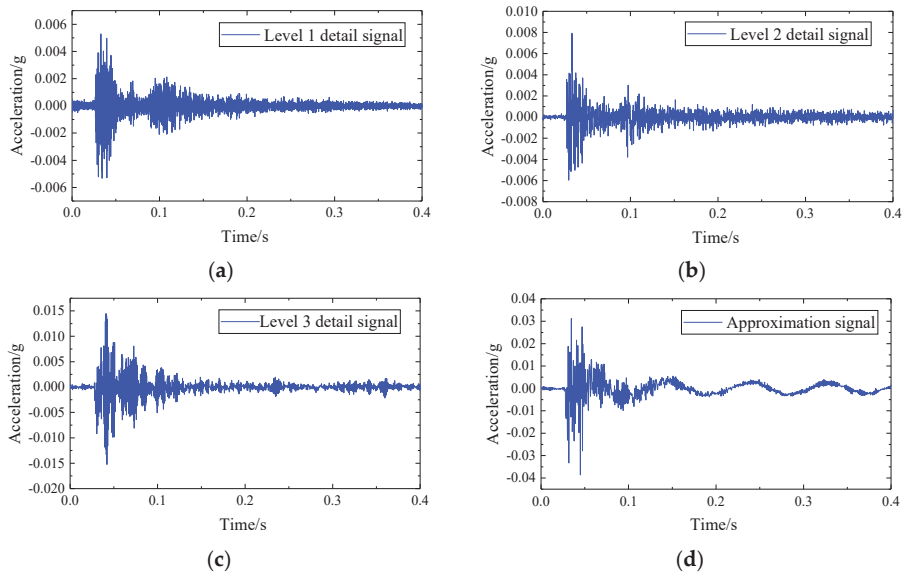 0.006
0.004
0.002
0.000
-0.002
-0.004
-0.006
Acceleration/g
Level 1 detail signal
0.0 0.1 0.2 0.3 0.4
Time/s
(a)
0.010
0.008
0.006
0.004
0.002
0.000
-0.002
-0.004
-0.006
-0.008
Acceleration/g
Level 2 detail signal
0.0 0.1 0.2 0.3 0.4
Time/s
(b)
0.015
0.010
0.005
0.000
-0.005
-0.010
-0.015
-0.020
Acceleration/g
Level 3 detail signal
0.0 0.1 0.2 0.3 0.4
Time/s
(c)
0.04
0.03
0.02
0.01
0.00
-0.01
-0.02
-0.03
-0.04
Acceleration/g
Approximation signal
0.0 0.1 0.2 0.3 0.4
Time/s
(d)